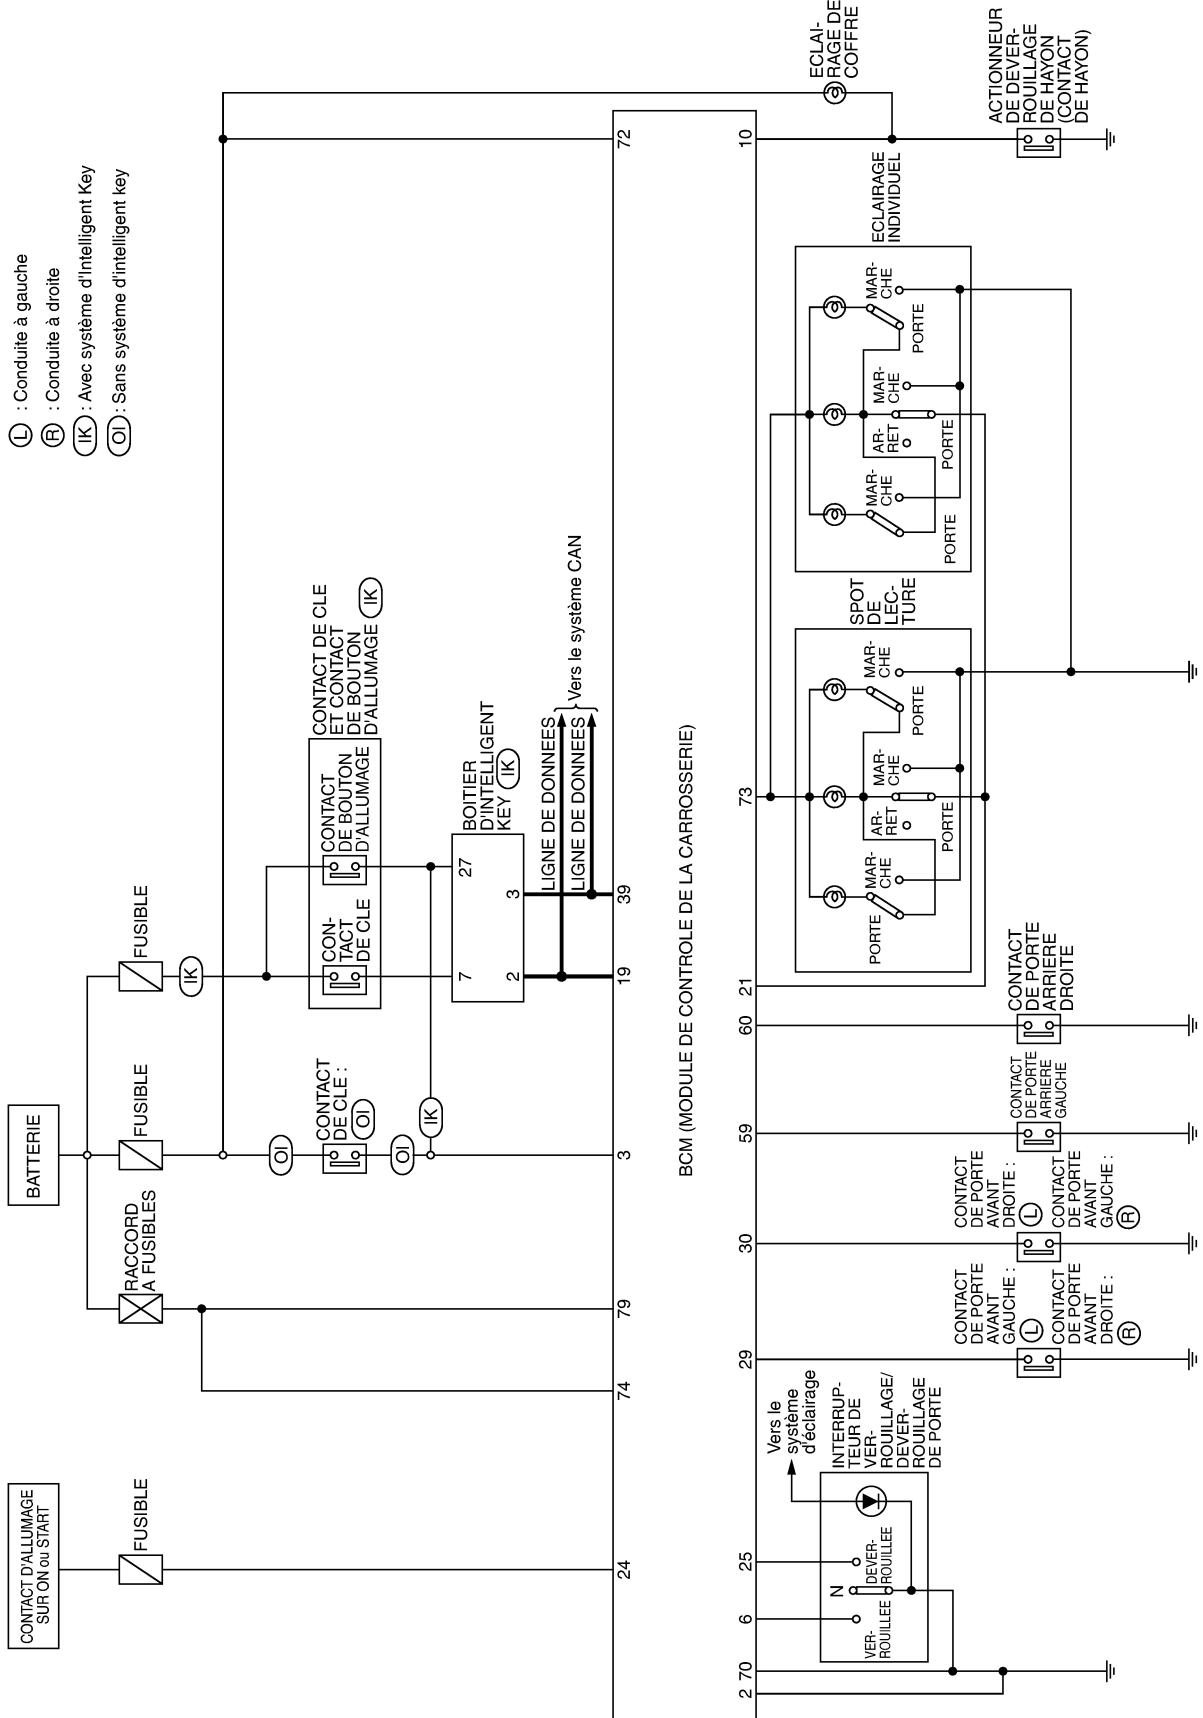 CONTACT D'ALLUMAGE
SUR ON ou START
FUSIBLE
BATTERIE
RACCORD
A FUSIBLES
FUSIBLE
FUSIBLE
L : Conduite à gauche
R : Conduite à droite
IK : Avec système d'Intelligent Key
OI : Sans système d'intelligent key
IK
OI
CONTACT
DE CLE :
OI
OI
IK
CON-
TACT
DE CLE
CONTACT
DE BOUTON
D'ALLUMAGE
CONTACT DE CLE
ET CONTACT
DE BOUTON
D'ALLUMAGE IK
BOITIER
D'INTELLIGENT
KEY IK
7
27
2
3
LIGNE DE DONNEES
LIGNE DE DONNEES
Vers le système CAN
24
74
79
3
19
39
72
BCM (MODULE DE CONTROLE DE LA CARROSSERIE)
2
70
6
25
29
30
59
60
21
73
10
Vers le
système
d'éclairage
INTERRUP-
TEUR DE
VER-
ROUILLAGE/
DEVER-
ROUILLAGE
DE PORTE
VER-
ROUILLEE
N
DEVER-
ROUILLEE
CONTACT
DE PORTE
AVANT
GAUCHE :
L
CONTACT
DE PORTE
AVANT
DROITE :
R
CONTACT
DE PORTE
AVANT
DROITE :
L
CONTACT
DE PORTE
AVANT
GAUCHE :
R
CONTACT
DE PORTE
ARRIERE
GAUCHE
CONTACT
DE PORTE
ARRIERE
DROITE
SPOT
DE
LEC-
TURE
PORTE
MAR-
CHE
AR-
RET
PORTE
MAR-
CHE
PORTE
MAR-
CHE
ECLAIRAGE
INDIVIDUEL
PORTE
MAR-
CHE
AR-
RET
PORTE
MAR-
CHE
PORTE
MAR-
CHE
ECLAI-
RAGE DE
COFFRE
ACTIONNEUR
DE DEVER-
ROUILLAGE
DE HAYON
(CONTACT
DE HAYON)